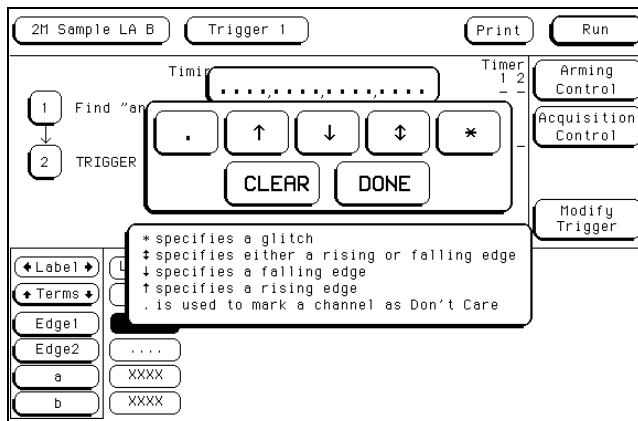 2M Sample LA B Trigger 1 Print Run
Timer
1 2
. . . . , . . . . , . . . . , . . . .
Arming
Control
1 Find "an
. ↑ ↓ ↕ *
Acquisition
Control
2 TRIGGER
CLEAR DONE
Modify
Trigger
* specifies a glitch
↕ specifies either a rising or falling edge
↓ specifies a falling edge
↑ specifies a rising edge
. is used to mark a channel as Don't Care
←Label→
↑Terms↓
Edge1
Edge2 ....
a XXXX
b XXXX